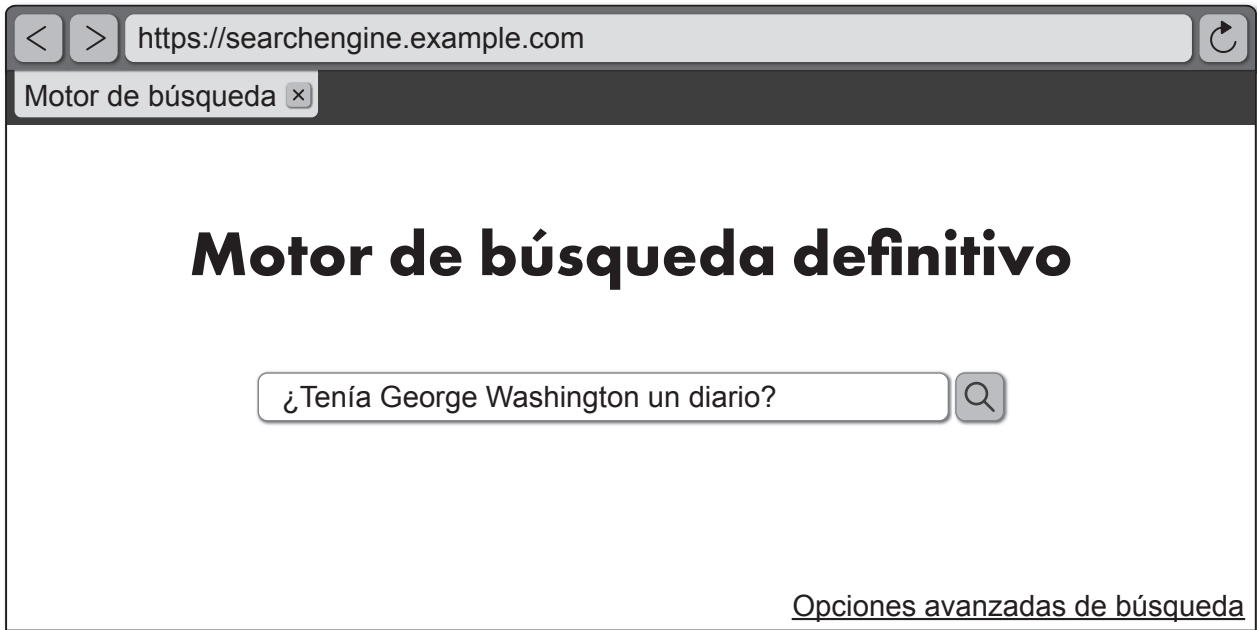 https://searchengine.example.com
Motor de búsqueda
Motor de búsqueda definitivo
¿Tenía George Washington un diario?
Opciones avanzadas de búsqueda